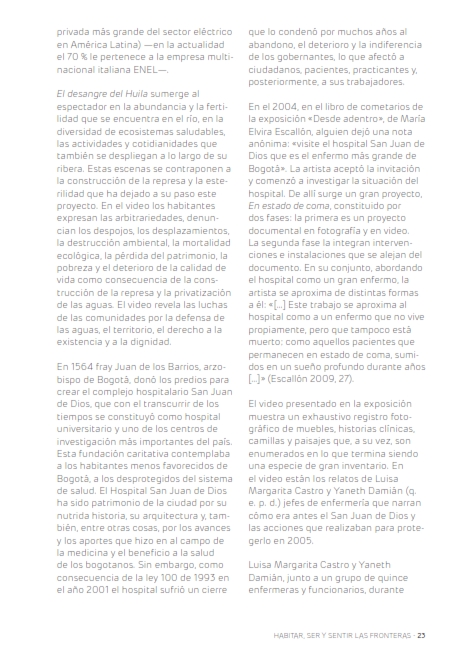 privada más grande del sector eléctrico
en América Latina) —en la actualidad
el 70 % le pertenece a la empresa multi-
nacional italiana ENEL—.
El desangre del Huila sumerge al
espectador en la abundancia y la ferti-
lidad que se encuentra en el río, en la
diversidad de ecosistemas saludables,
las actividades y cotidianidades que
también se despliegan a lo largo de su
ribera. Estas escenas se contraponen a
la construcción de la represa y la este-
rilidad que ha dejado a su paso este
proyecto. En el video los habitantes
expresan las arbitrariedades, denun-
cian los despojos, los desplazamientos,
la destrucción ambiental, la mortalidad
ecológica, la pérdida del patrimonio, la
pobreza y el deterioro de la calidad de
vida como consecuencia de la cons-
trucción de la represa y la privatización
de las aguas. El video revela las luchas
de las comunidades por la defensa de
las aguas, el territorio, el derecho a la
existencia y a la dignidad.
En 1564 fray Juan de los Barrios, arzo-
bispo de Bogotá, donó los predios para
crear el complejo hospitalario San Juan
de Dios, que con el transcurrir de los
tiempos se constituyó como hospital
universitario y uno de los centros de
investigación más importantes del país.
Esta fundación caritativa contemplaba
a los habitantes menos favorecidos de
Bogotá, a los desprotegidos del sistema
de salud. El Hospital San Juan de Dios
ha sido patrimonio de la ciudad por su
nutrida historia, su arquitectura y, tam-
bién, entre otras cosas, por los avances
y los aportes que hizo en al campo de
la medicina y el beneficio a la salud
de los bogotanos. Sin embargo, como
consecuencia de la ley 100 de 1993 en
el año 2001 el hospital sufrió un cierre
que lo condenó por muchos años al
abandono, el deterioro y la indiferencia
de los gobernantes, lo que afectó a
ciudadanos, pacientes, practicantes y,
posteriormente, a sus trabajadores.
En el 2004, en el libro de cometarios de
la exposición «Desde adentro», de María
Elvira Escallón, alguien dejó una nota
anónima: «visite el hospital San Juan de
Dios que es el enfermo más grande de
Bogotá». La artista aceptó la invitación
y comenzó a investigar la situación del
hospital. De allí surge un gran proyecto,
En estado de coma, constituido por
dos fases: la primera es un proyecto
documental en fotografía y en video.
La segunda fase la integran interven-
ciones e instalaciones que se alejan del
documento. En su conjunto, abordando
el hospital como un gran enfermo, la
artista se aproxima de distintas formas
a él: «[...] Este trabajo se aproxima al
hospital como a un enfermo que no vive
propiamente, pero que tampoco está
muerto; como aquellos pacientes que
permanecen en estado de coma, sumi-
dos en un sueño profundo durante años
[...]» (Escallón 2009, 27).
El video presentado en la exposición
muestra un exhaustivo registro foto-
gráfico de muebles, historias clínicas,
camillas y paisajes que, a su vez, son
enumerados en lo que termina siendo
una especie de gran inventario. En
el video están los relatos de Luisa
Margarita Castro y Yaneth Damián (q.
e. p. d.) jefes de enfermería que narran
cómo era antes el San Juan de Dios y
las acciones que realizaban para prote-
gerlo en 2005.
Luisa Margarita Castro y Yaneth
Damián, junto a un grupo de quince
enfermeras y funcionarios, durante
HABITAR, SER Y SENTIR LAS FRONTERAS · 23